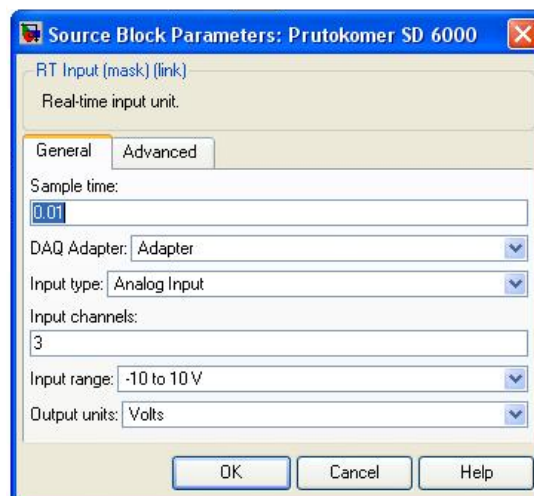 Source Block Parameters: Prutokomer SD 6000
RT Input (mask) (link)
Real-time input unit.
General Advanced
Sample time:
0.01
DAQ Adapter: Adapter
Input type: Analog Input
Input channels:
3
Input range: -10 to 10 V
Output units: Volts
OK Cancel Help